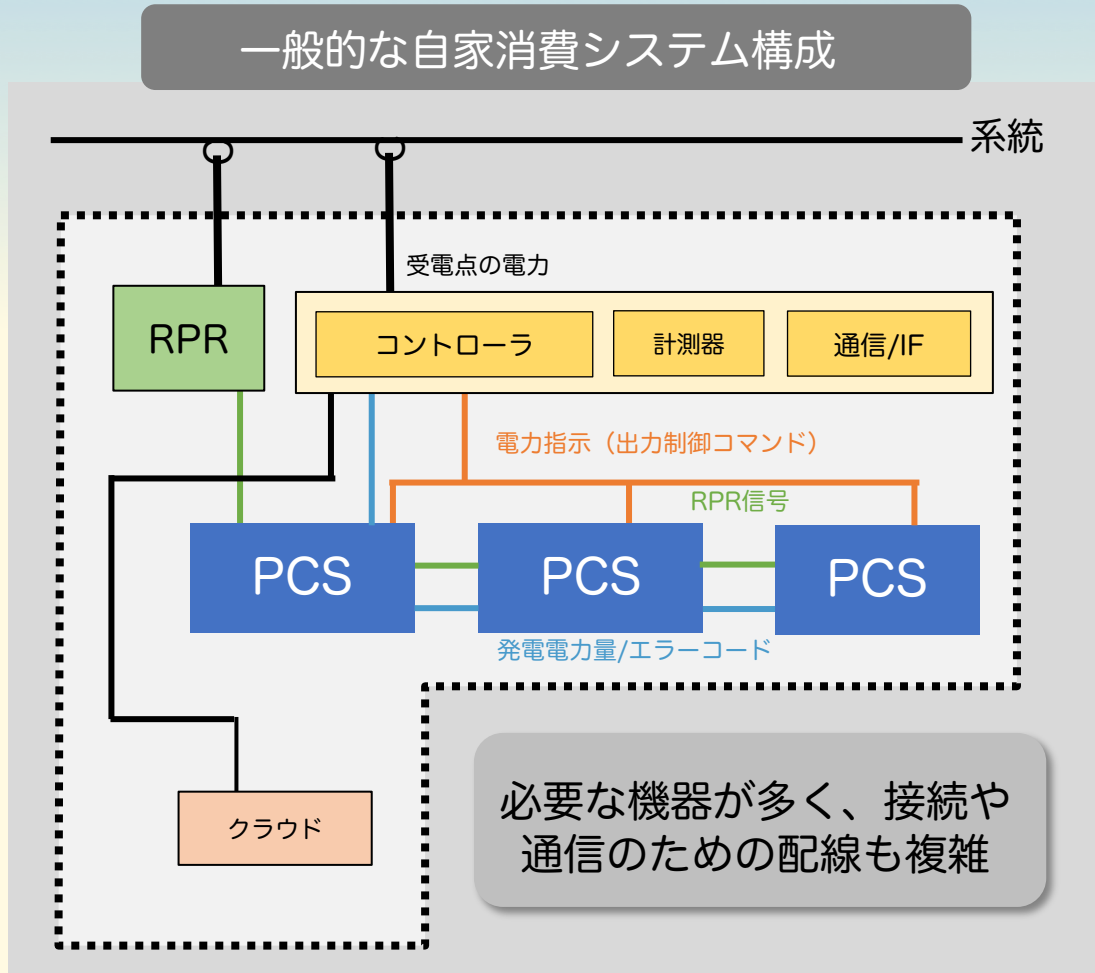 一般的な自家消費システム構成
系統
受電点の電力
RPR
コントローラ
計測器
通信/IF
電力指示（出力制御コマンド）
RPR信号
PCS
PCS
PCS
発電電力量/エラーコード
必要な機器が多く、接続や
通信のための配線も複雑
クラウド